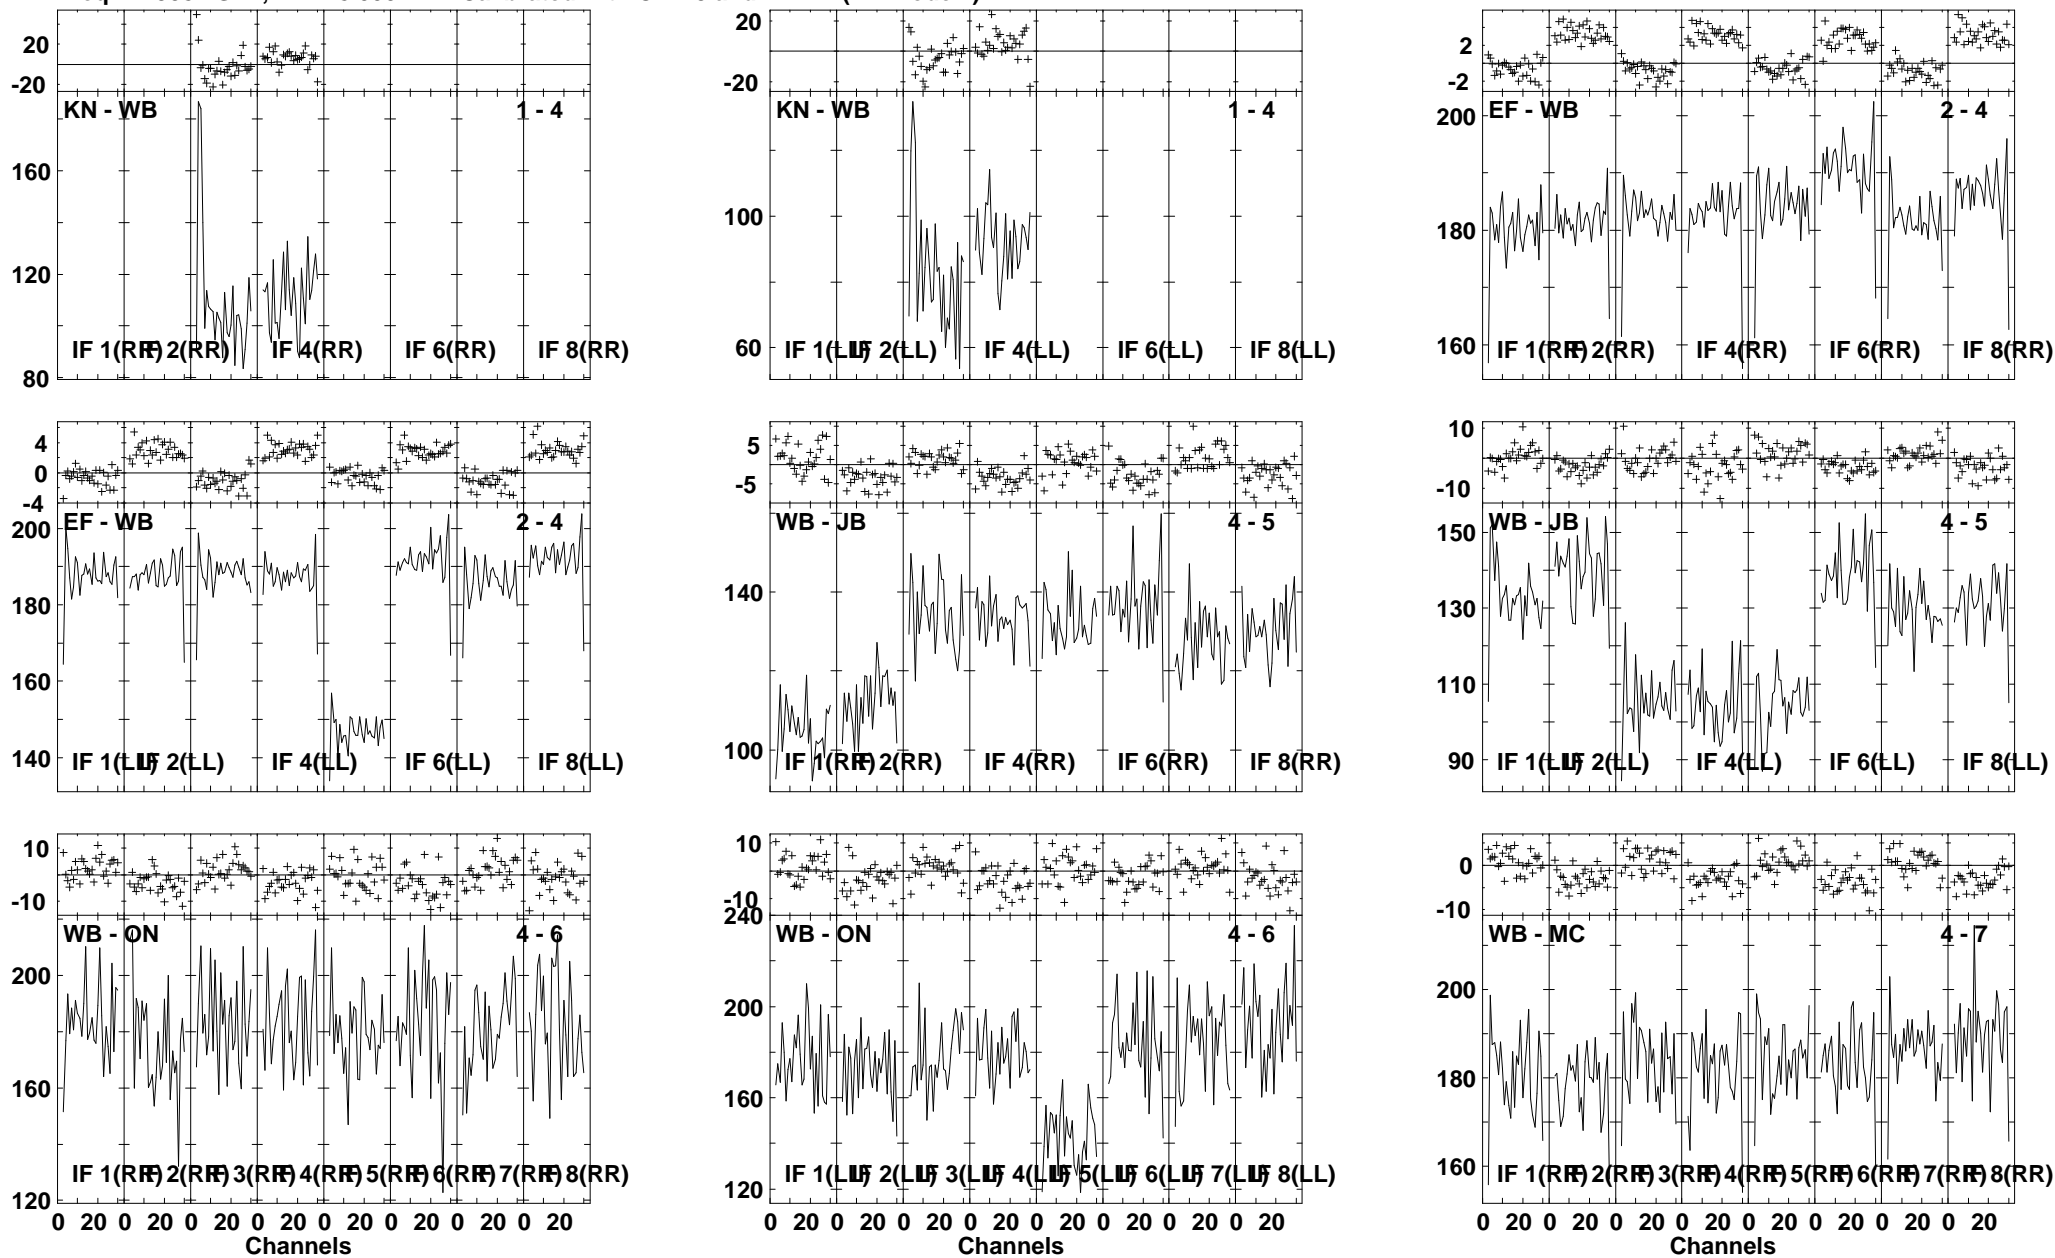 20
-20
KN - WB 1 - 4
160
120
80
IF 1(RR) IF 2(RR) IF 4(RR) IF 6(RR) IF 8(RR)
20
-20
KN - WB 1 - 4
100
60
IF 1(LL) IF 2(LL) IF 4(LL) IF 6(LL) IF 8(LL)
2
-2
EF - WB 2 - 4
200
180
160
IF 1(RR) IF 2(RR) IF 4(RR) IF 6(RR) IF 8(RR)
4
0
-4
EF - WB 2 - 4
200
180
160
140
IF 1(LL) IF 2(LL) IF 4(LL) IF 6(LL) IF 8(LL)
5
-5
WB - JB 4 - 5
140
100
IF 1(RR) IF 2(RR) IF 4(RR) IF 6(RR) IF 8(RR)
10
-10
WB - JB 4 - 5
150
130
110
90
IF 1(LL) IF 2(LL) IF 4(LL) IF 6(LL) IF 8(LL)
10
-10
WB - ON 4 - 6
200
160
120
IF 1(RR) IF 2(RR) IF 3(RR) IF 4(RR) IF 5(RR) IF 6(RR) IF 7(RR) IF 8(RR)
0 20 0 20 0 20 0 20 0 20 0 20 0 20 0 20
Channels
10
-10
240
WB - ON 4 - 6
200
160
120
IF 1(LL) IF 2(LL) IF 3(LL) IF 4(LL) IF 5(LL) IF 6(LL) IF 7(LL) IF 8(LL)
0 20 0 20 0 20 0 20 0 20 0 20 0 20 0 20
Channels
0
-10
WB - MC 4 - 7
200
180
160
IF 1(RR) IF 2(RR) IF 3(RR) IF 4(RR) IF 5(RR) IF 6(RR) IF 7(RR) IF 8(RR)
0 20 0 20 0 20 0 20 0 20 0 20 0 20 0 20
Channels